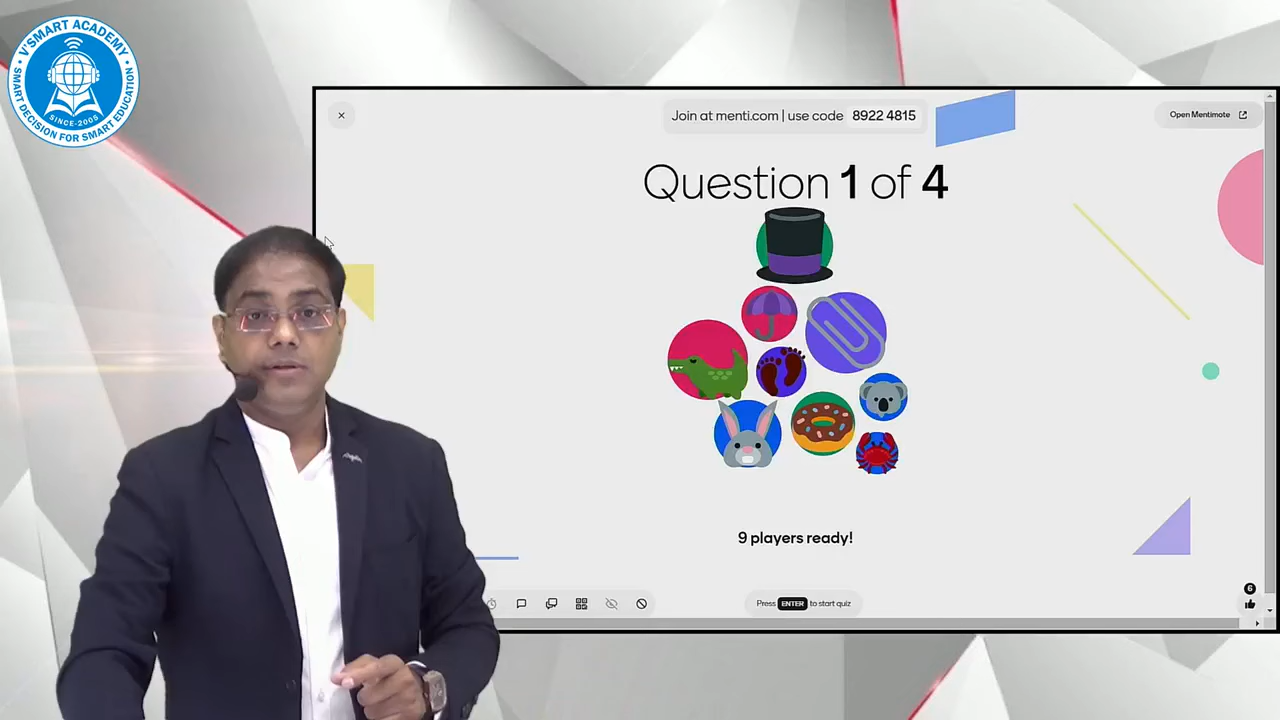 V'SMART ACADEMY
SMART DECISION FOR SMART EDUCATION
SINCE-2005
Join at menti.com | use code 8922 4815
Open Mentimote
Question 1 of 4
9 players ready!
Press ENTER to start quiz
6